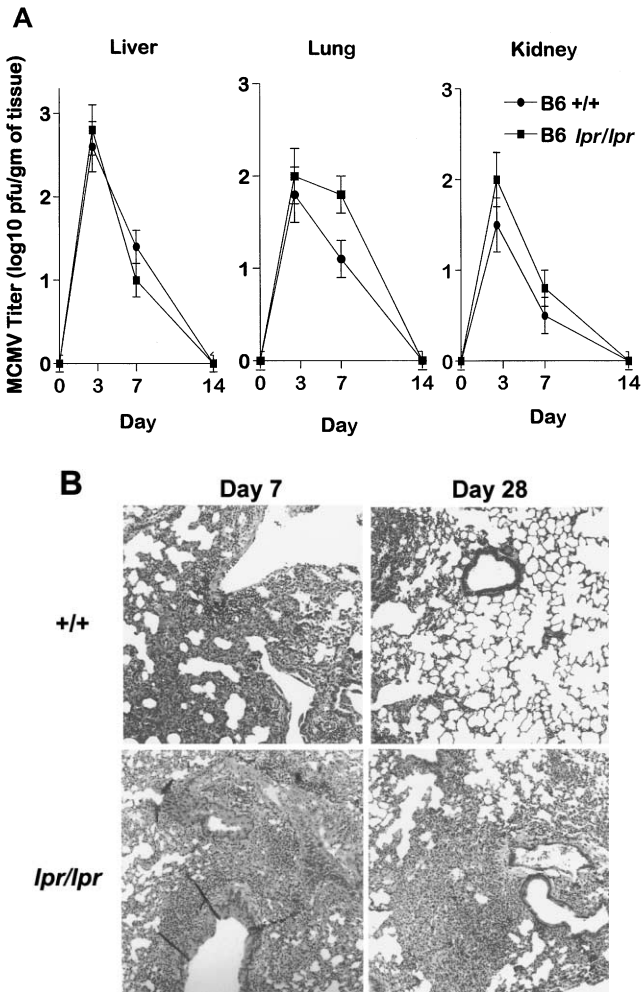 A
Liver
Lung
Kidney
MCMV Titer (log10 pfu/gm of tissue)
3
2
1
0
0
3
7
14
Day
3
2
1
0
0
3
7
14
Day
3
2
1
0
0
3
7
14
Day
B6 +/+
B6 lpr/lpr
B
Day 7
Day 28
+/+
lpr/lpr